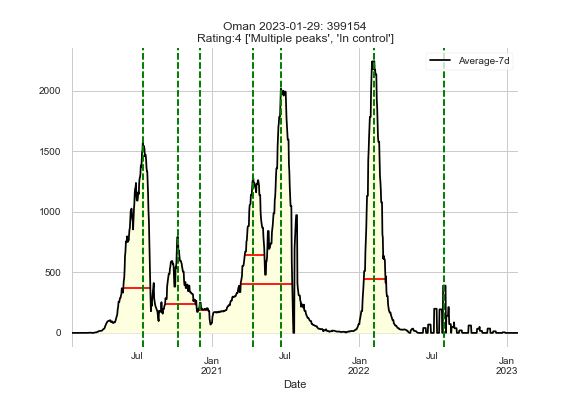 Oman 2023-01-29: 399154
Rating:4 ['Multiple peaks', 'In control']
Average-7d
2000
1500
1000
500
0
Jul
Jan
2021
Jul
Jan
2022
Jul
Jan
2023
Date